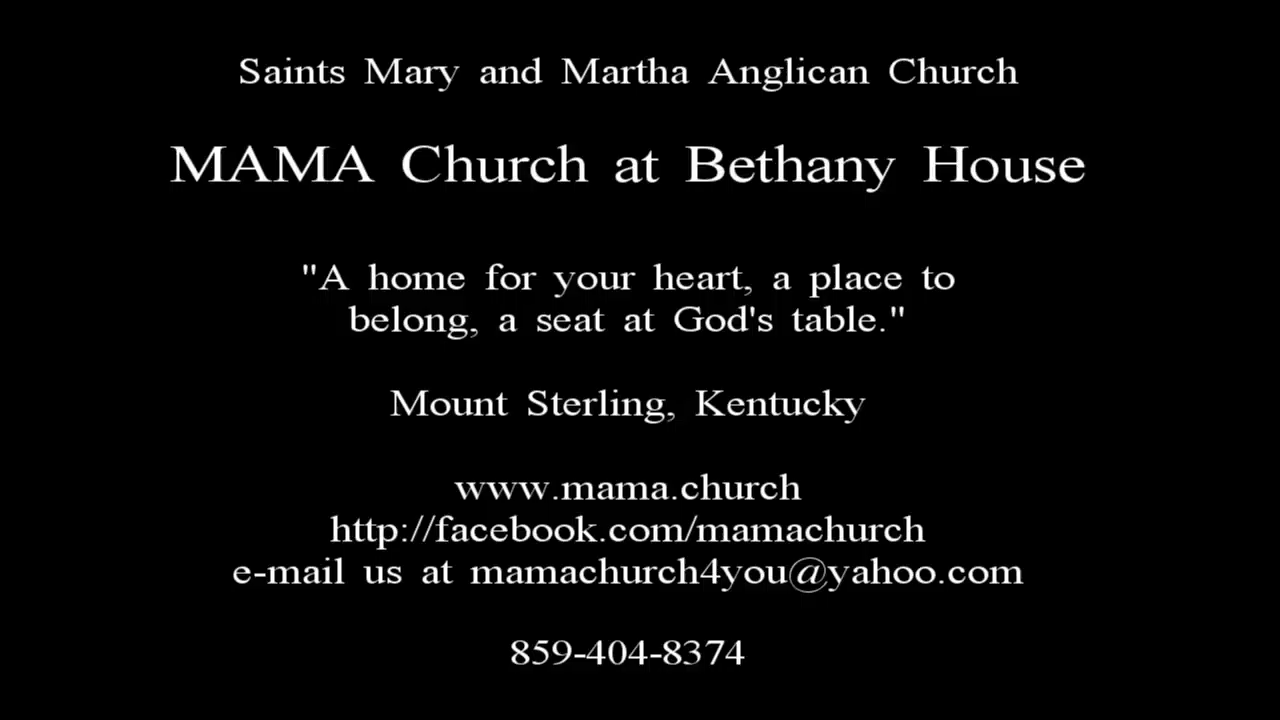 Saints Mary and Martha Anglican Church
MAMA Church at Bethany House
"A home for your heart, a place to
belong, a seat at God's table."
Mount Sterling, Kentucky
www.mama.church
http://facebook.com/mamachurch
e-mail us at mamachurch4you@yahoo.com
859-404-8374